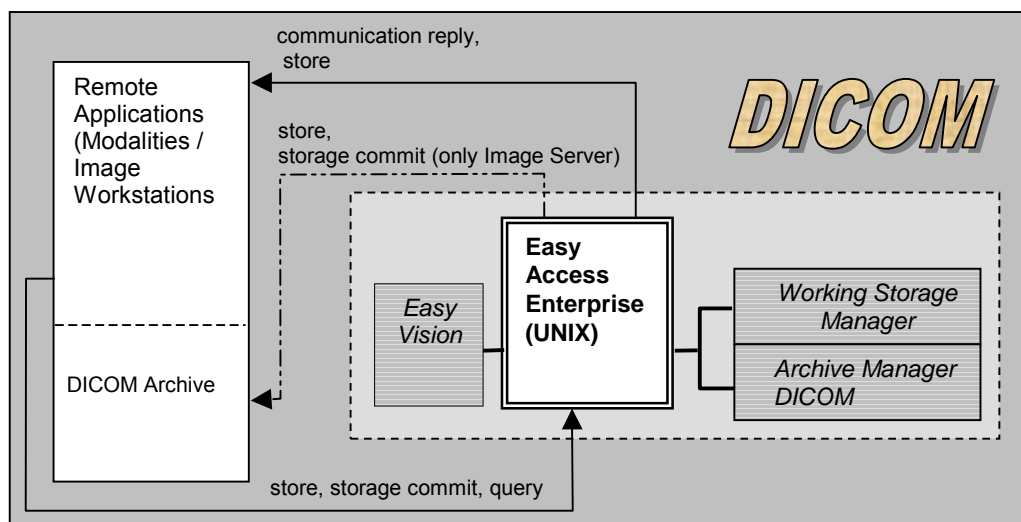 communication reply,
store
Remote
Applications
(Modalities /
Image
Workstations
DICOM
store,
storage commit (only Image Server)
Easy
Access
Enterprise
(UNIX)
Easy
Vision
Working Storage
Manager
Archive Manager
DICOM
DICOM Archive
store, storage commit, query